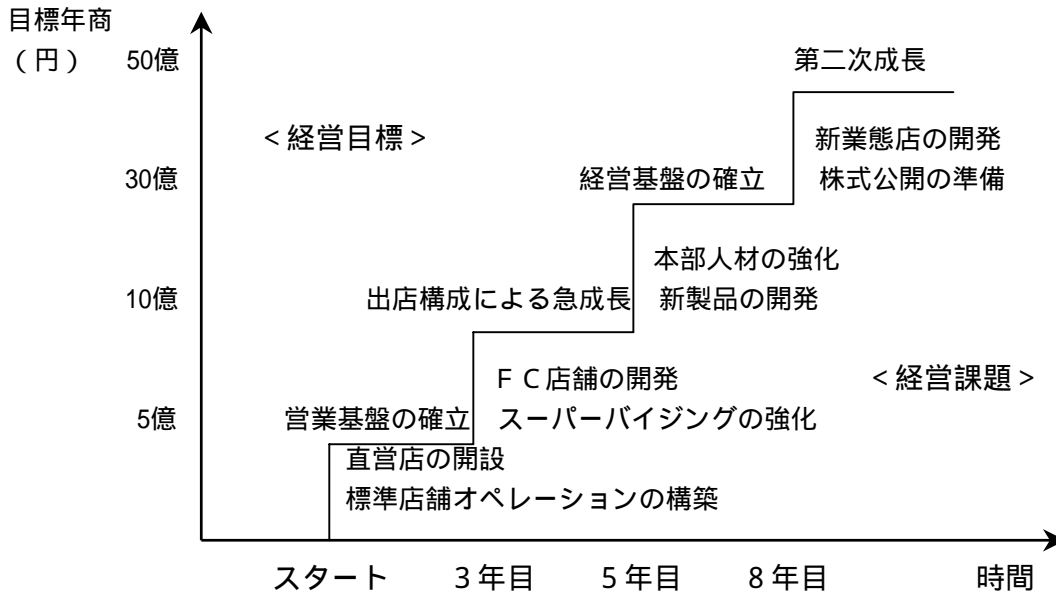 目標年商
(円)
50億
第二次成長
<経営目標>
新業態店の開発
30億
経営基盤の確立
株式公開の準備
本部人材の強化
10億
出店構成による急成長
新製品の開発
FC店舗の開発
<経営課題>
5億
営業基盤の確立
スーパーバイジングの強化
直営店の開設
標準店舗オペレーションの構築
スタート
3年目
5年目
8年目
時間